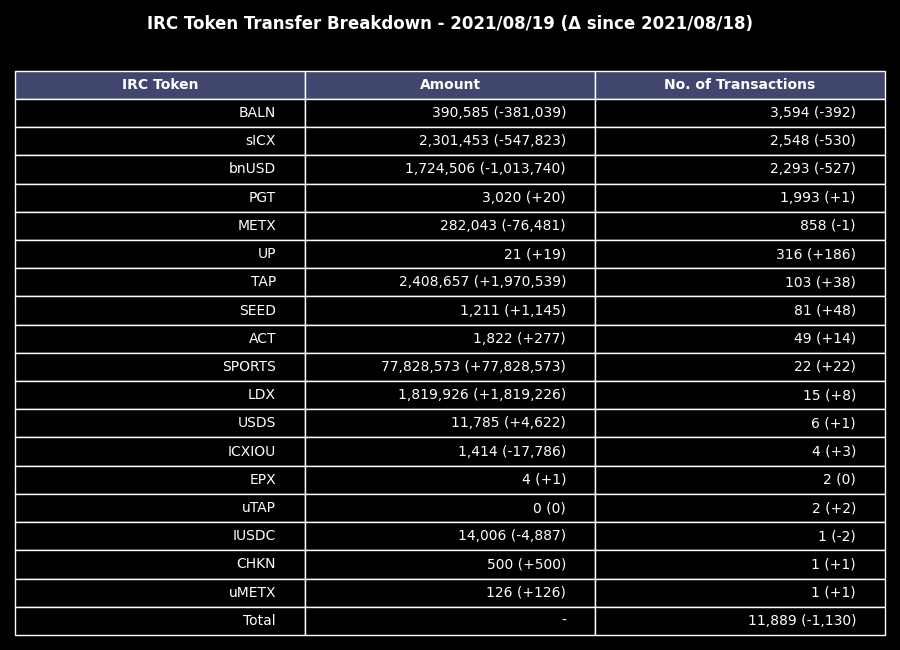 IRC Token Transfer Breakdown - 2021/08/19 (Δ since 2021/08/18)
IRC Token Amount No. of Transactions
BALN 390,585 (-381,039) 3,594 (-392)
sICX 2,301,453 (-547,823) 2,548 (-530)
bnUSD 1,724,506 (-1,013,740) 2,293 (-527)
PGT 3,020 (+20) 1,993 (+1)
METX 282,043 (-76,481) 858 (-1)
UP 21 (+19) 316 (+186)
TAP 2,408,657 (+1,970,539) 103 (+38)
SEED 1,211 (+1,145) 81 (+48)
ACT 1,822 (+277) 49 (+14)
SPORTS 77,828,573 (+77,828,573) 22 (+22)
LDX 1,819,926 (+1,819,226) 15 (+8)
USDS 11,785 (+4,622) 6 (+1)
ICXIOU 1,414 (-17,786) 4 (+3)
EPX 4 (+1) 2 (0)
uTAP 0 (0) 2 (+2)
IUSDC 14,006 (-4,887) 1 (-2)
CHKN 500 (+500) 1 (+1)
uMETX 126 (+126) 1 (+1)
Total - 11,889 (-1,130)